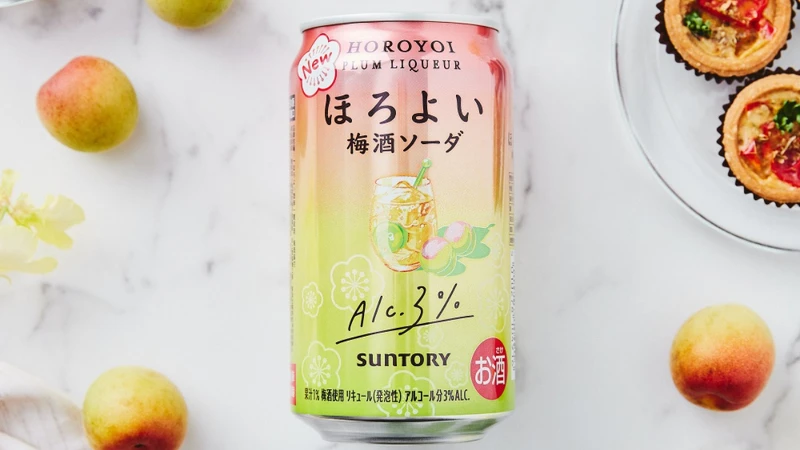 New
HOROYOI
PLUM LIQUEUR
ほろよい
梅酒ソーダ
Alc.3%
SUNTORY
さけ
お酒
果汁1% 梅酒使用 リキュール(発泡性) アルコール分3%ALC.